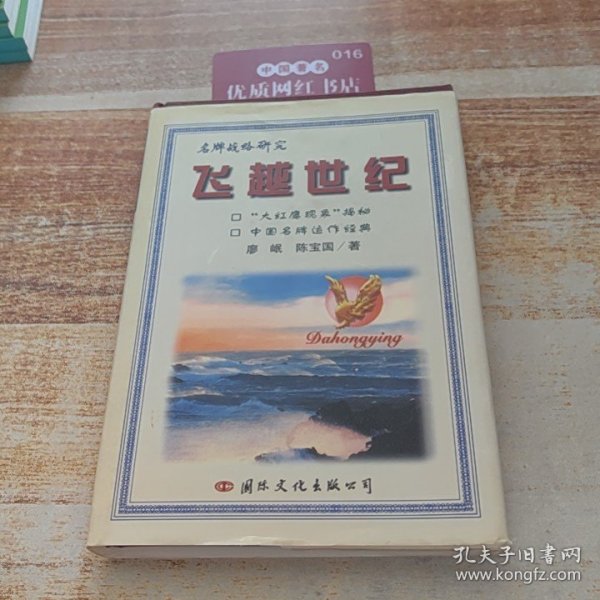 016
中国著名
优质网红书店
名牌战略研究
飞越世纪
□ “大红鹰现象”揭秘
□ 中国名牌运作经典
廖岷 陈宝国/著
Dahongying
国际文化出版公司
孔夫子旧书网
www.kongfz.com